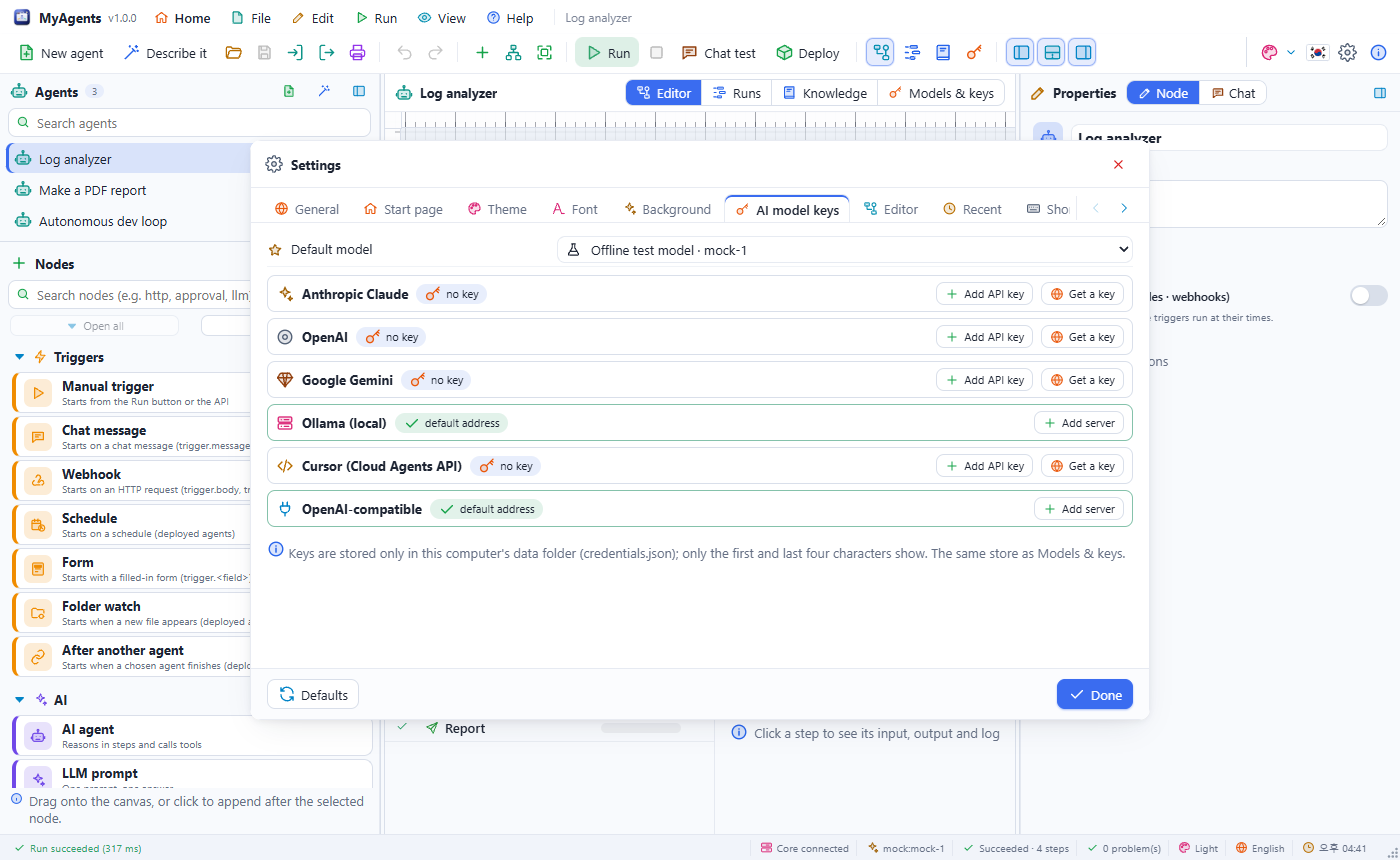 MyAgents v1.0.0 Home File Edit Run View Help Log analyzer
New agent Describe it Run Chat test Deploy
Agents 3
Search agents
Log analyzer
Make a PDF report
Autonomous dev loop
Nodes
Search nodes (e.g. http, approval, llm)
Open all
Triggers
Manual trigger
Starts from the Run button or the API
Chat message
Starts on a chat message (trigger.message
Webhook
Starts on an HTTP request (trigger.body, tr
Schedule
Starts on a schedule (deployed agents)
Form
Starts with a filled-in form (trigger.<field>)
Folder watch
Starts when a new file appears (deployed a
After another agent
Starts when a chosen agent finishes (deplo
AI
AI agent
Reasons in steps and calls tools
LLM prompt
One prompt, one answer
Drag onto the canvas, or click to append after the selected
node.
Log analyzer Editor Runs Knowledge Models & keys
Properties Node Chat
Log analyzer
les · webhooks)
e triggers run at their times.
ons
Settings
General Start page Theme Font Background AI model keys Editor Recent Sho
Default model Offline test model · mock-1
Anthropic Claude no key Add API key Get a key
OpenAI no key Add API key Get a key
Google Gemini no key Add API key Get a key
Ollama (local) default address Add server
Cursor (Cloud Agents API) no key Add API key Get a key
OpenAI-compatible default address Add server
Keys are stored only in this computer's data folder (credentials.json); only the first and last four characters show. The same store as Models & keys.
Defaults Done
Report
Click a step to see its input, output and log
Run succeeded (317 ms) Core connected mock:mock-1 Succeeded · 4 steps 0 problem(s) Light English 오후 04:41